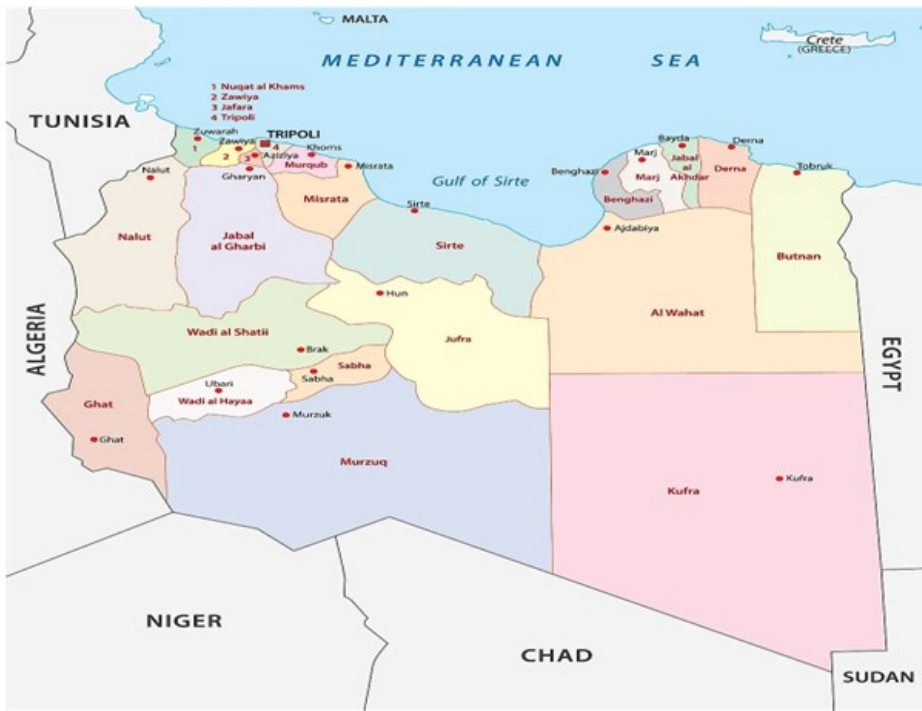 MALTA
Crete
(GREECE)
MEDITERRANEAN SEA
1 Nuqat al Khams
2 Zawiya
3 Jafara
4 Tripoli
TUNISIA
Zuwarah
1
Zawiya
2
3
TRIPOLI
4
Aziziya
Khoms
Murqub
Gharyan
Misrata
Misrata
Nalut
Nalut
Jabal
al Gharbi
Gulf of Sirte
Sirte
Sirte
Benghazi
Benghazi
Marj
Marj
Bayda
Jabal
al
Akhdar
Derna
Derna
Tobruk
Butnan
Ajdabiya
Al Wahat
Hun
Jufra
Wadi al Shatii
Brak
Sabha
Sabha
Ubari
Wadi al Hayaa
ALGERIA
EGYPT
Ghat
Ghat
Murzuk
Murzuq
Kufra
Kufra
NIGER
CHAD
SUDAN